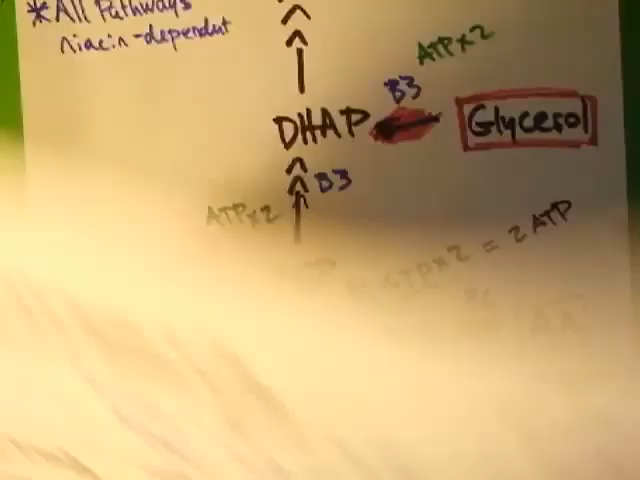 *All Pathways
niacin-dependent
ATPx2
B3
DHAP
Glycerol
B3
ATPx2
ATPx2 = 2 ATP